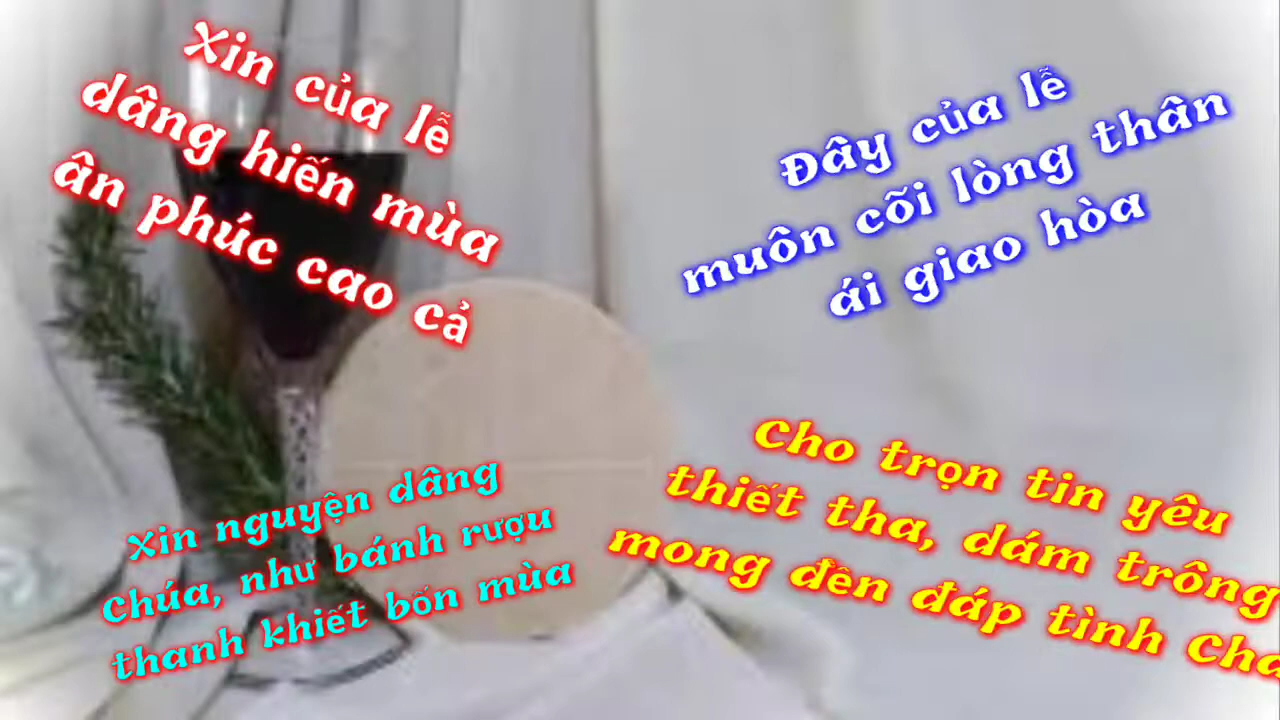 Xin của lễ
dâng hiến mùa
ân phúc cao cả
Đây của lễ
muôn cõi lòng thân
ái giao hòa
Xin nguyện dâng
Chúa, như bánh rượu
thanh khiết bốn mùa
Cho trọn tin yêu
thiết tha, dám trông
mong đền đáp tình Cha